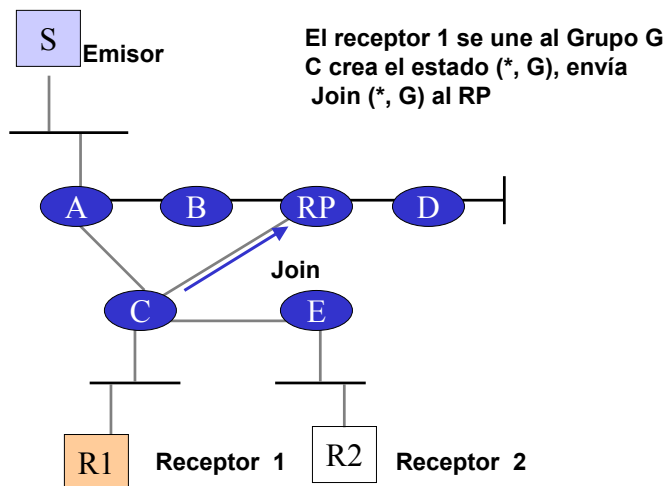 S
Emisor
El receptor 1 se une al Grupo G
C crea el estado (*, G), envía
Join (*, G) al RP
A
B
RP
D
Join
C
E
R1
Receptor 1
R2
Receptor 2